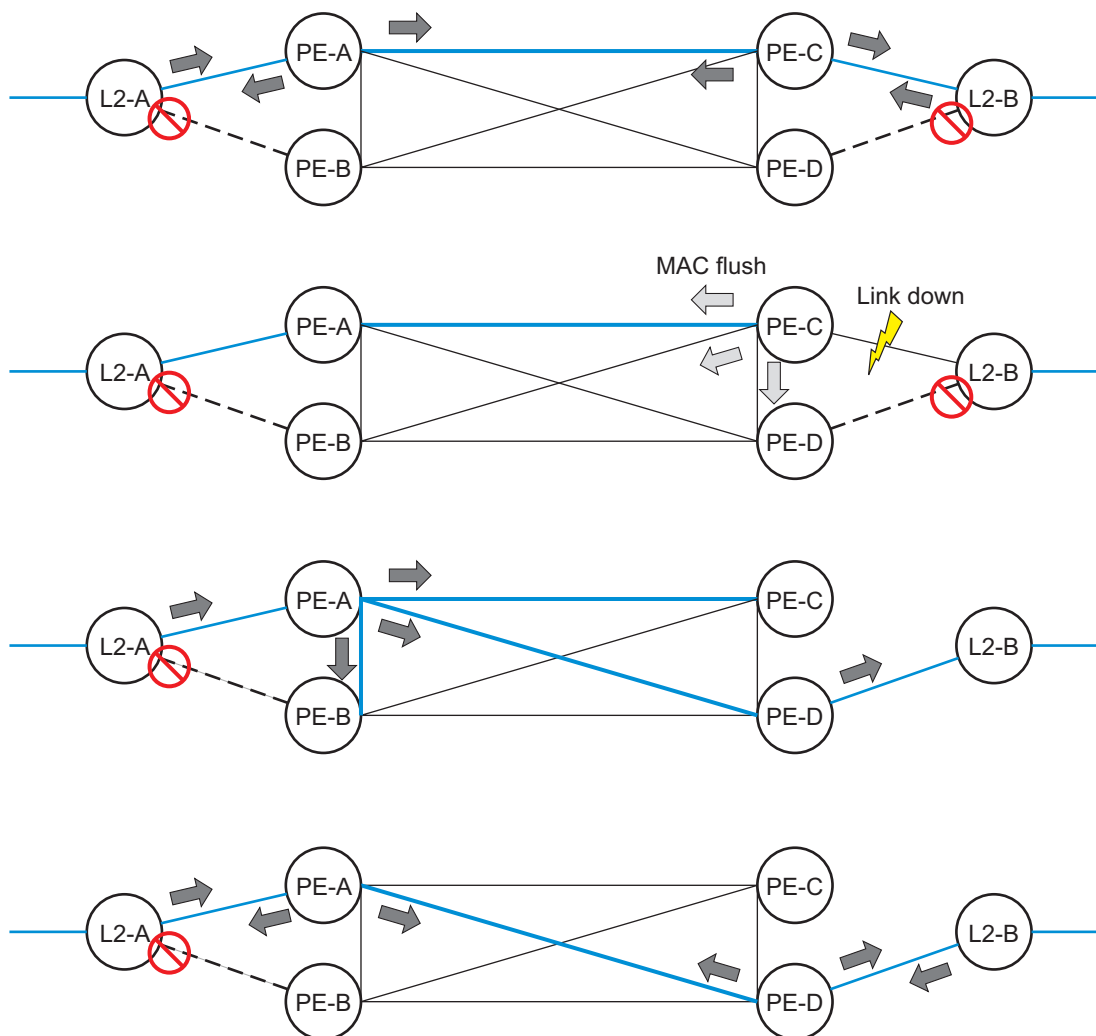 PE-A
PE-C
L2-A
L2-B
PE-B
PE-D
MAC flush
Link down
PE-A
PE-C
L2-A
L2-B
PE-B
PE-D
PE-A
PE-C
L2-A
L2-B
PE-B
PE-D
PE-A
PE-C
L2-A
L2-B
PE-B
PE-D